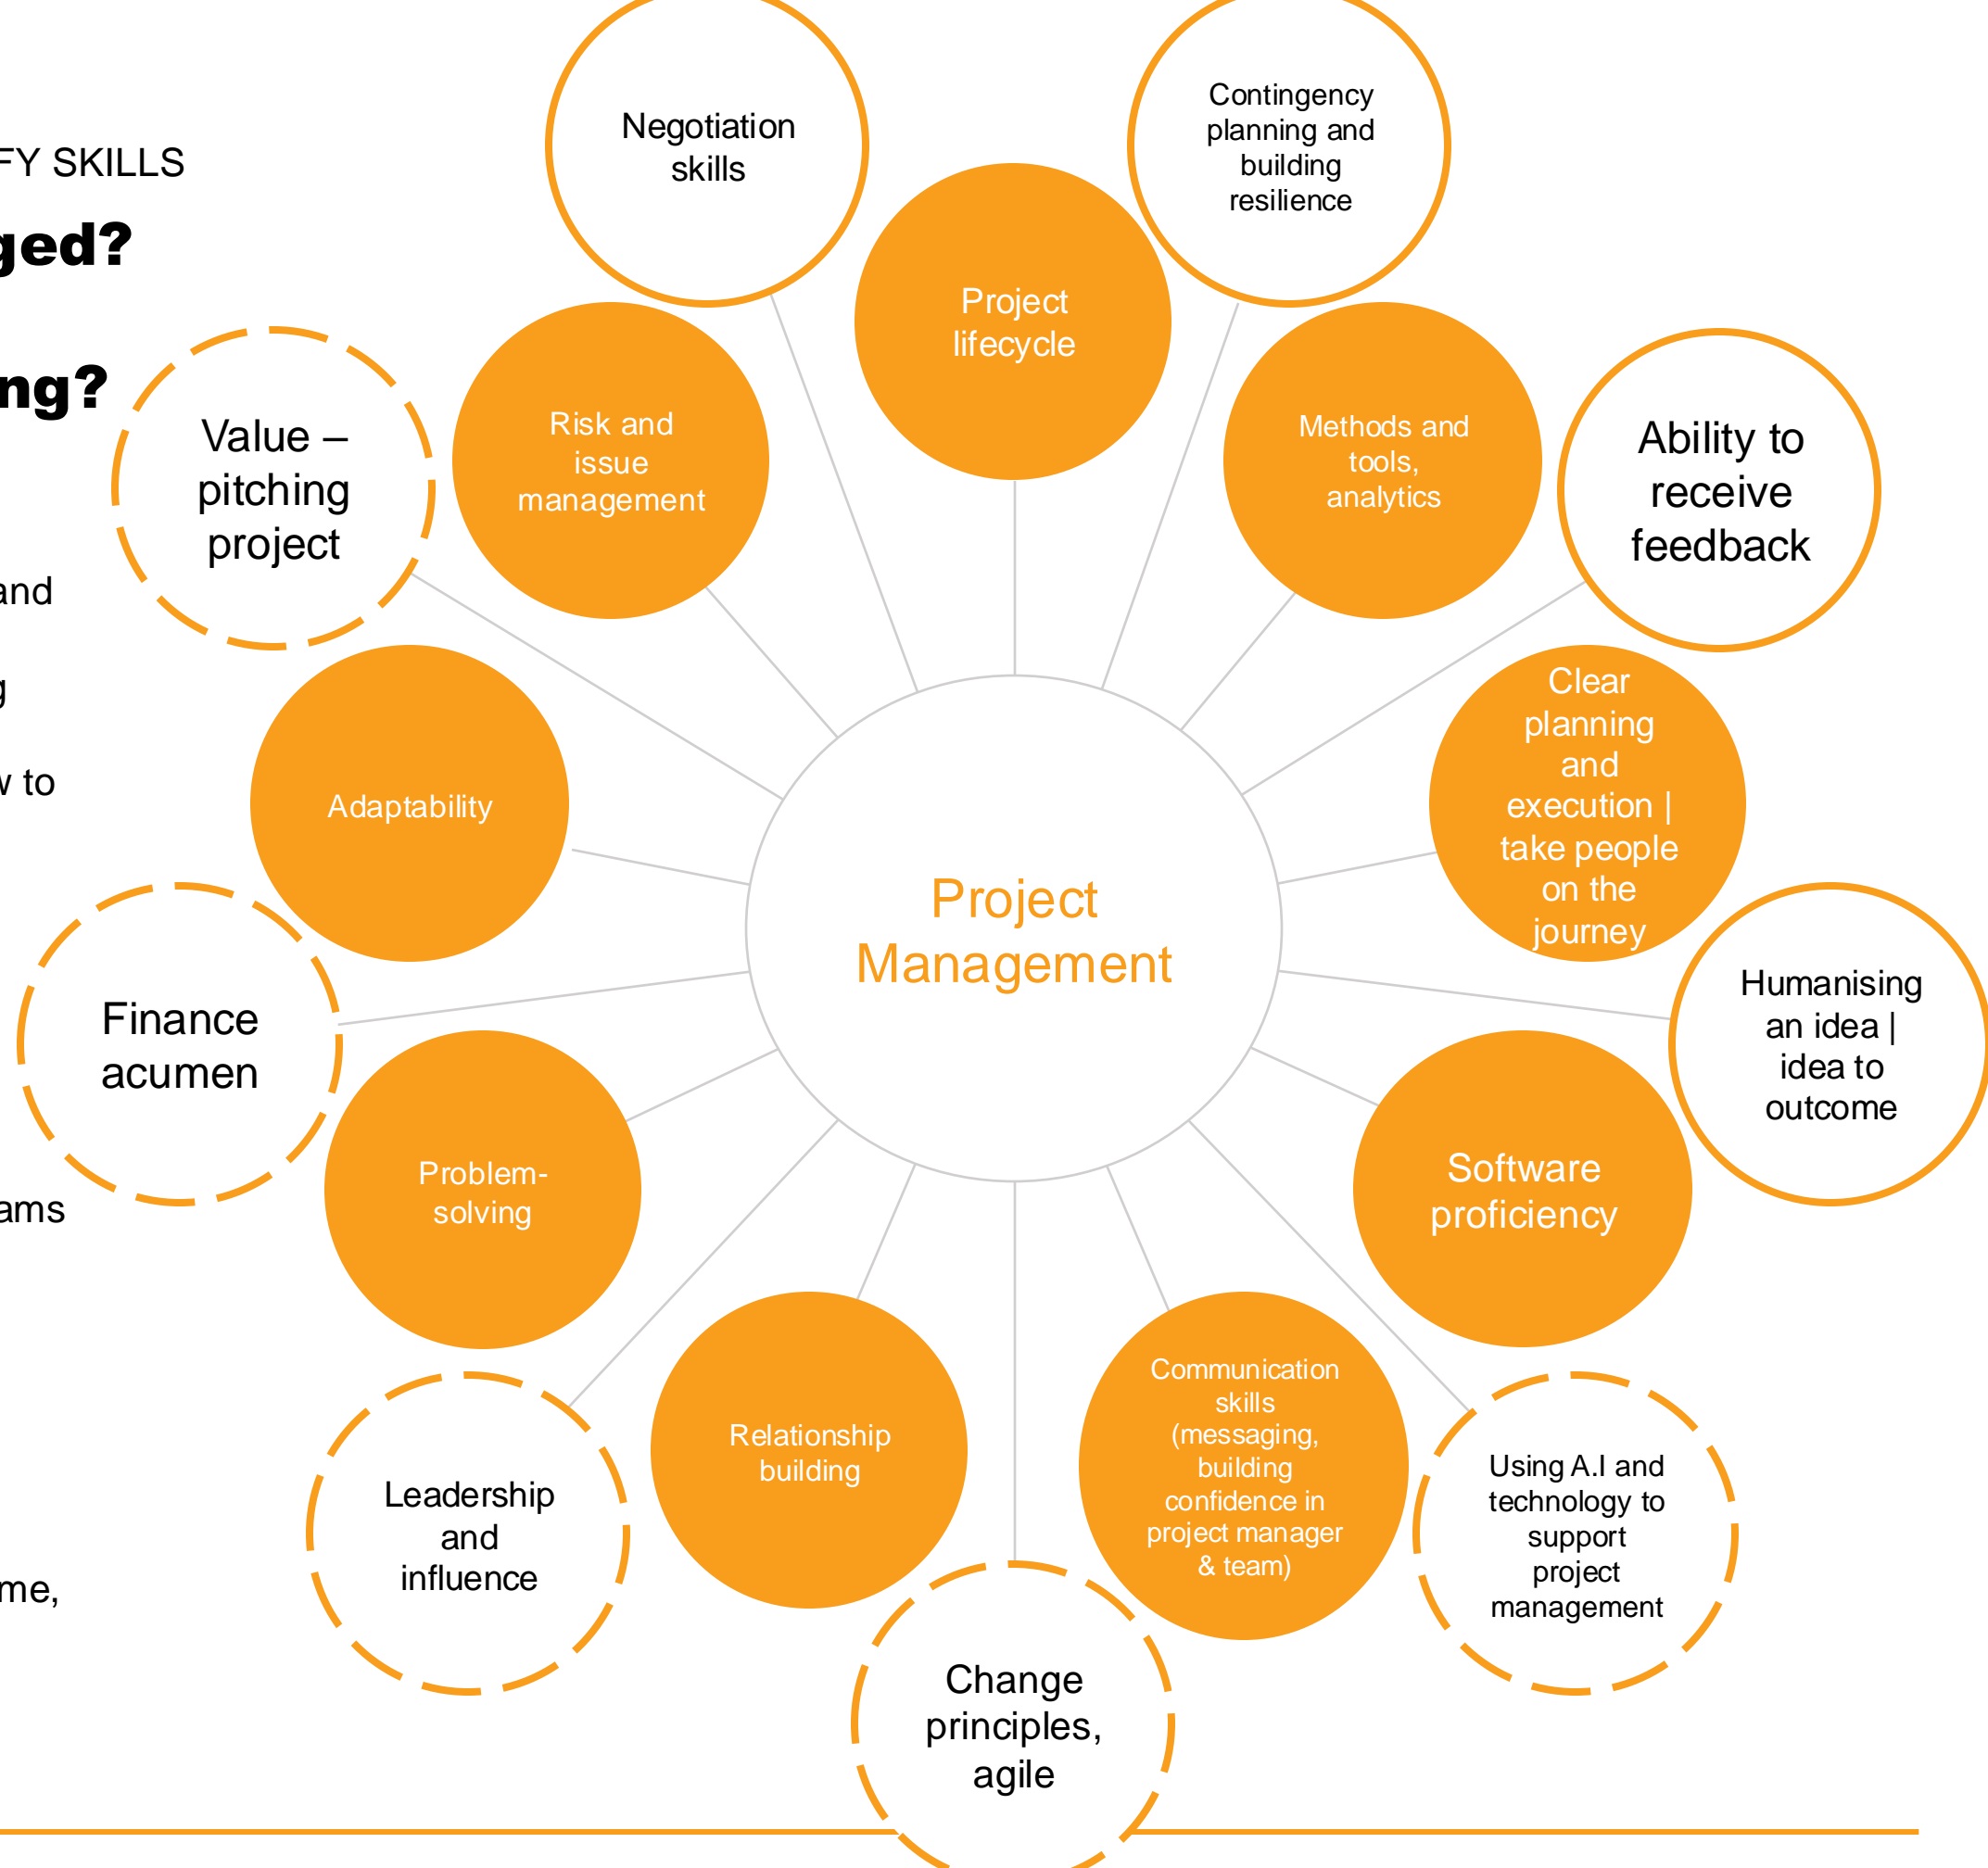 FY SKILLS
ged?
ng?
and
g
w to
ams
me,
Negotiation
skills
Contingency
planning and
building
resilience
Project
lifecycle
Value –
pitching
project
Risk and
issue
management
Methods and
tools,
analytics
Ability to
receive
feedback
Adaptability
Clear
planning
and
execution |
take people
on the
journey
Project
Management
Finance
acumen
Humanising
an idea |
idea to
outcome
Problem-
solving
Software
proficiency
Leadership
and
influence
Relationship
building
Communication
skills
(messaging,
building
confidence in
project manager
& team)
Using A.I and
technology to
support
project
management
Change
principles,
agile